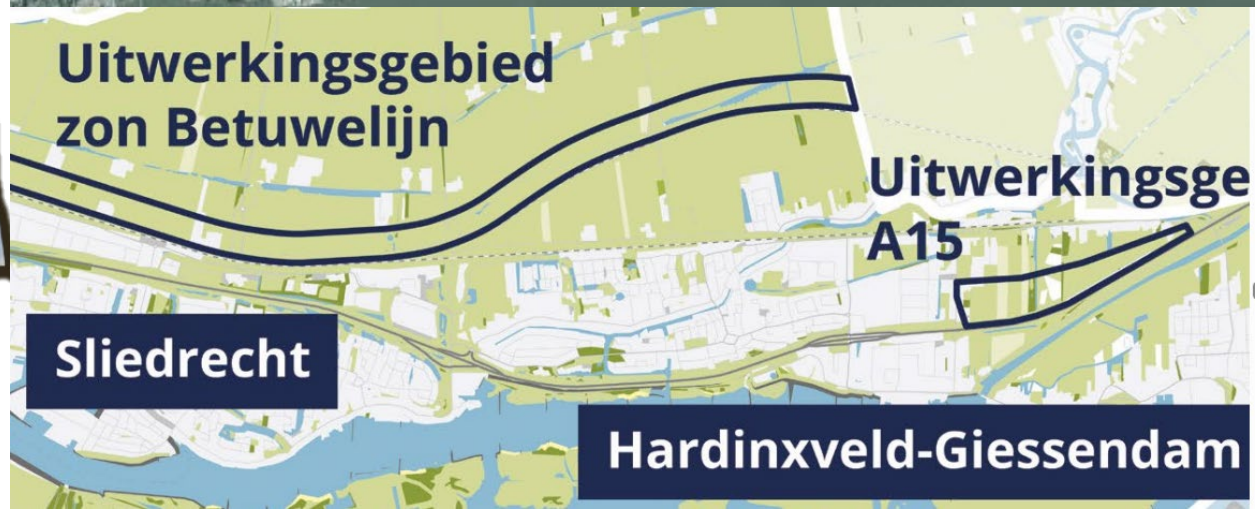 Uitwerkingsgebied
zon Betuwelijn
Uitwerkingsge
A15
Sliedrecht
Hardinxveld-Giessendam